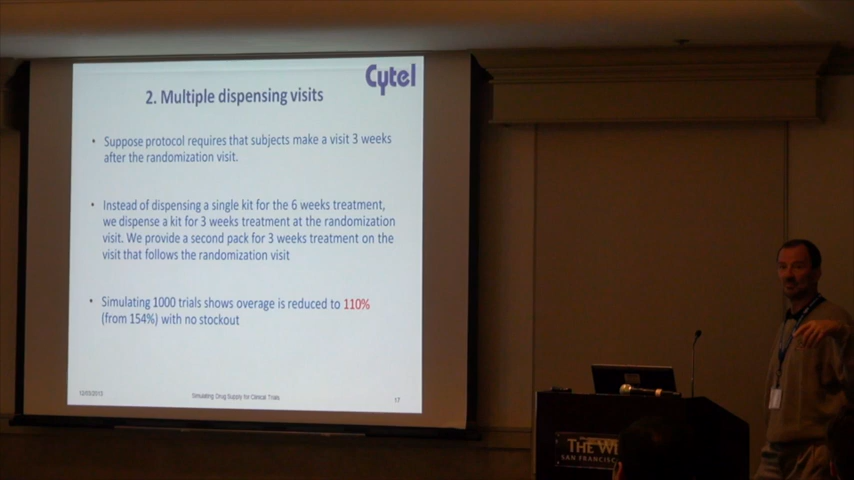 Cytel
2. Multiple dispensing visits
• Suppose protocol requires that subjects make a visit 3 weeks
after the randomization visit.
• Instead of dispensing a single kit for the 6 weeks treatment,
we dispense a kit for 3 weeks treatment at the randomization
visit. We provide a second pack for 3 weeks treatment on the
visit that follows the randomization visit
• Simulating 1000 trials shows overage is reduced to 110%
(from 154%) with no stockout
Simulating Drug Supply for Clinical Trials
17
THE WE
SAN FRANCISC